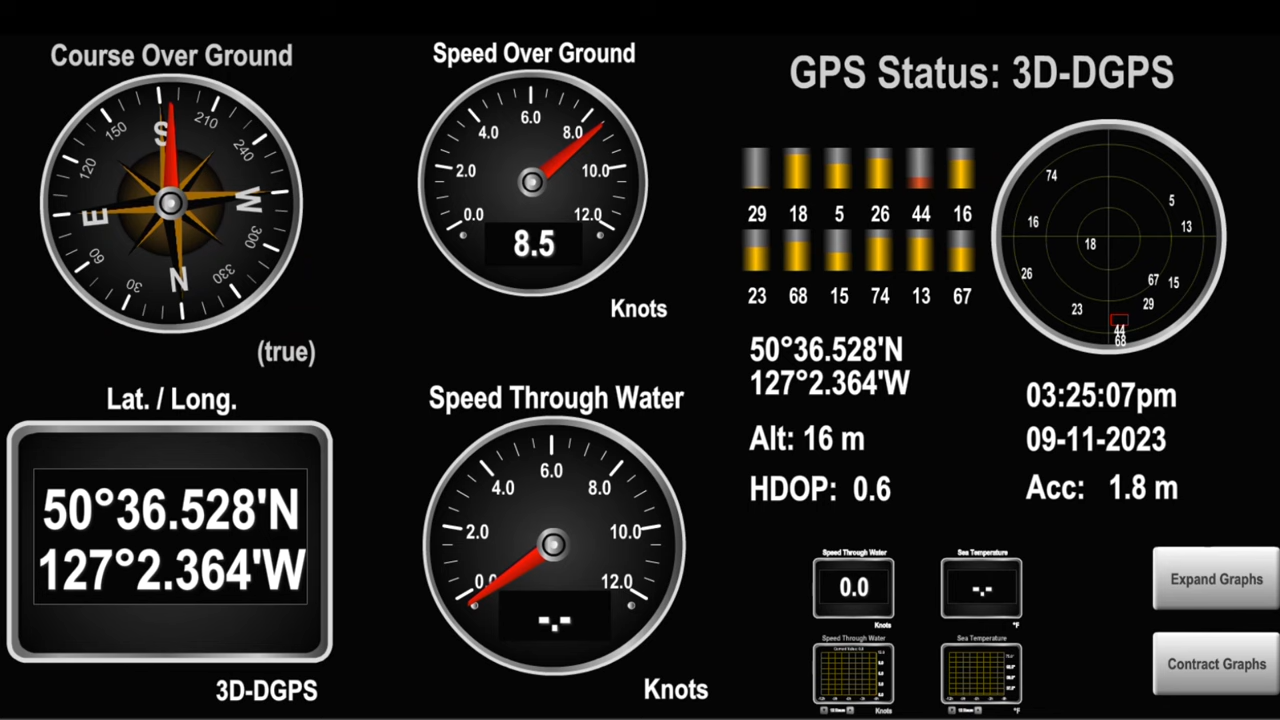 Course Over Ground
S
210
240
W
300
330
N
30
60
E
120
150
(true)
Speed Over Ground
0.0
2.0
4.0
6.0
8.0
10.0
12.0
8.5
Knots
GPS Status: 3D-DGPS
29 18 5 26 44 16
23 68 15 74 13 67
74
5
16
13
18
26
67
15
29
23
44
68
50°36.528'N
127°2.364'W
Alt: 16 m
HDOP: 0.6
03:25:07pm
09-11-2023
Acc: 1.8 m
Lat. / Long.
50°36.528'N
127°2.364'W
3D-DGPS
Speed Through Water
0.0
2.0
4.0
6.0
8.0
10.0
12.0
-.-
Knots
Speed Through Water
0.0
Knots
Sea Temperature
-.-
°F
Speed Through Water
Knots
Sea Temperature
°F
Expand Graphs
Contract Graphs